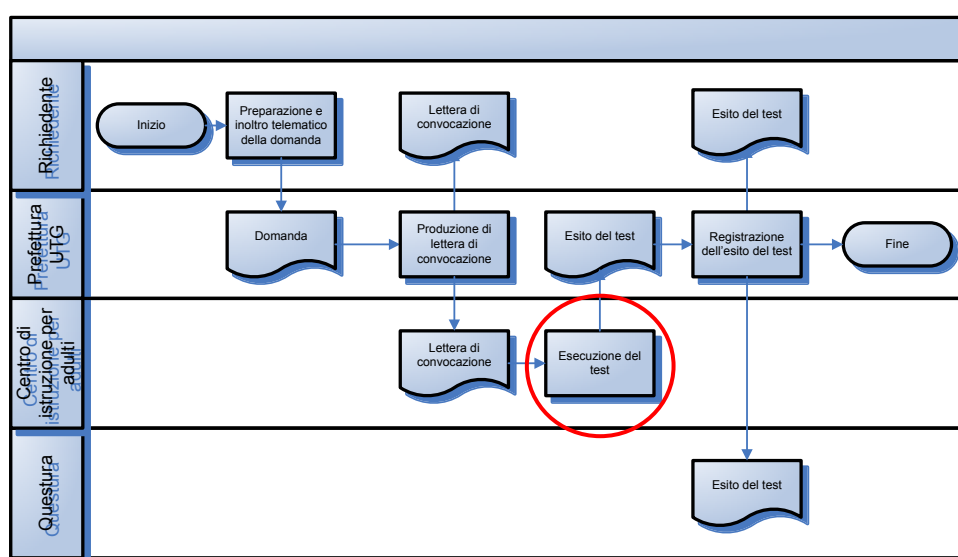 Richiedente
Inizio
Preparazione e
inoltro telematico
della domanda
Lettera di
convocazione
Esito del test
Prefettura
UTG
Domanda
Produzione di
lettera di
convocazione
Esito del test
Registrazione
dell'esito del test
Fine
Centro di
istruzione per
adulti
Lettera di
convocazione
Esecuzione del
test
Questura
Esito del test